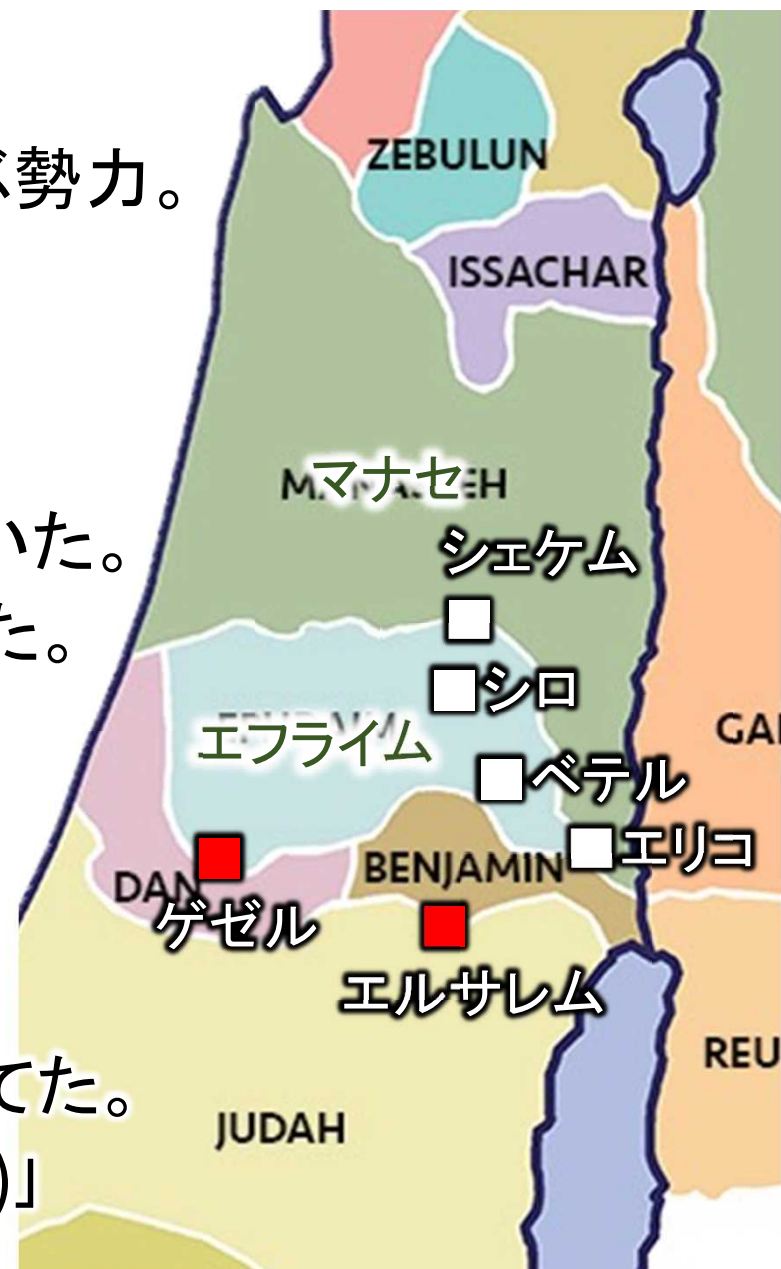 ZEBULUN
勢力。
ISSACHAR
マナセ
いた。
シェケム
た。
シロ
エフライム
ベテル
エリコ
BENJAMIN
DAN
ゲゼル
エルサレム
てた。
JUDAH
)」